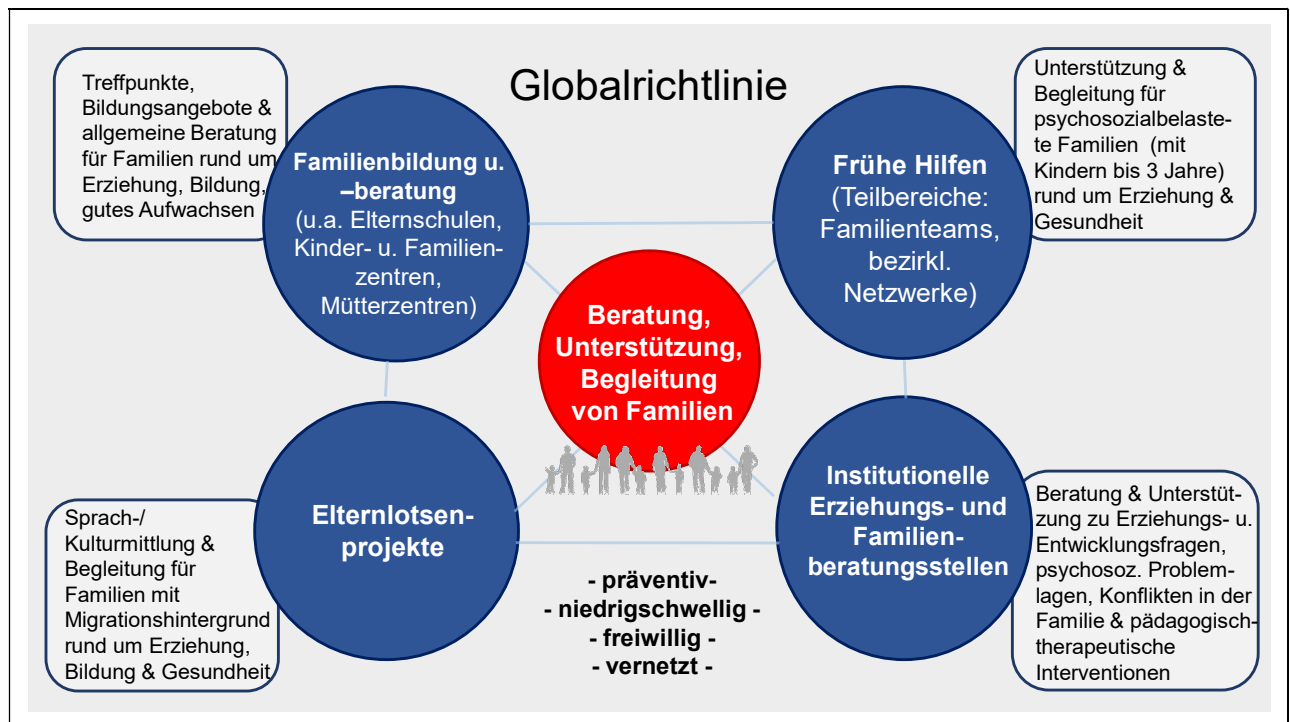 Globalrichtlinie
Treffpunkte,
Bildungsangebote &
allgemeine Beratung
für Familien rund um
Erziehung, Bildung,
gutes Aufwachsen
Familienbildung u.
–beratung
(u.a. Elternschulen,
Kinder- u. Familien-
zentren,
Mütterzentren)
Frühe Hilfen
(Teilbereiche:
Familienteams,
bezirkl.
Netzwerke)
Unterstützung &
Begleitung für
psychosozialbelaste-
te Familien (mit
Kindern bis 3 Jahre)
rund um Erziehung &
Gesundheit
Beratung,
Unterstützung,
Begleitung
von Familien
Sprach-/
Kulturmittlung &
Begleitung für
Familien mit
Migrationshintergrund
rund um Erziehung,
Bildung & Gesundheit
Elternlotsen-
projekte
Institutionelle
Erziehungs- und
Familien-
beratungsstellen
Beratung & Unterstüt-
zung zu Erziehungs- u.
Entwicklungsfragen,
psychosoz. Problem-
lagen, Konflikten in der
Familie & pädagogisch-
therapeutische
Interventionen
- präventiv-
- niedrigschwellig -
- freiwillig -
- vernetzt -